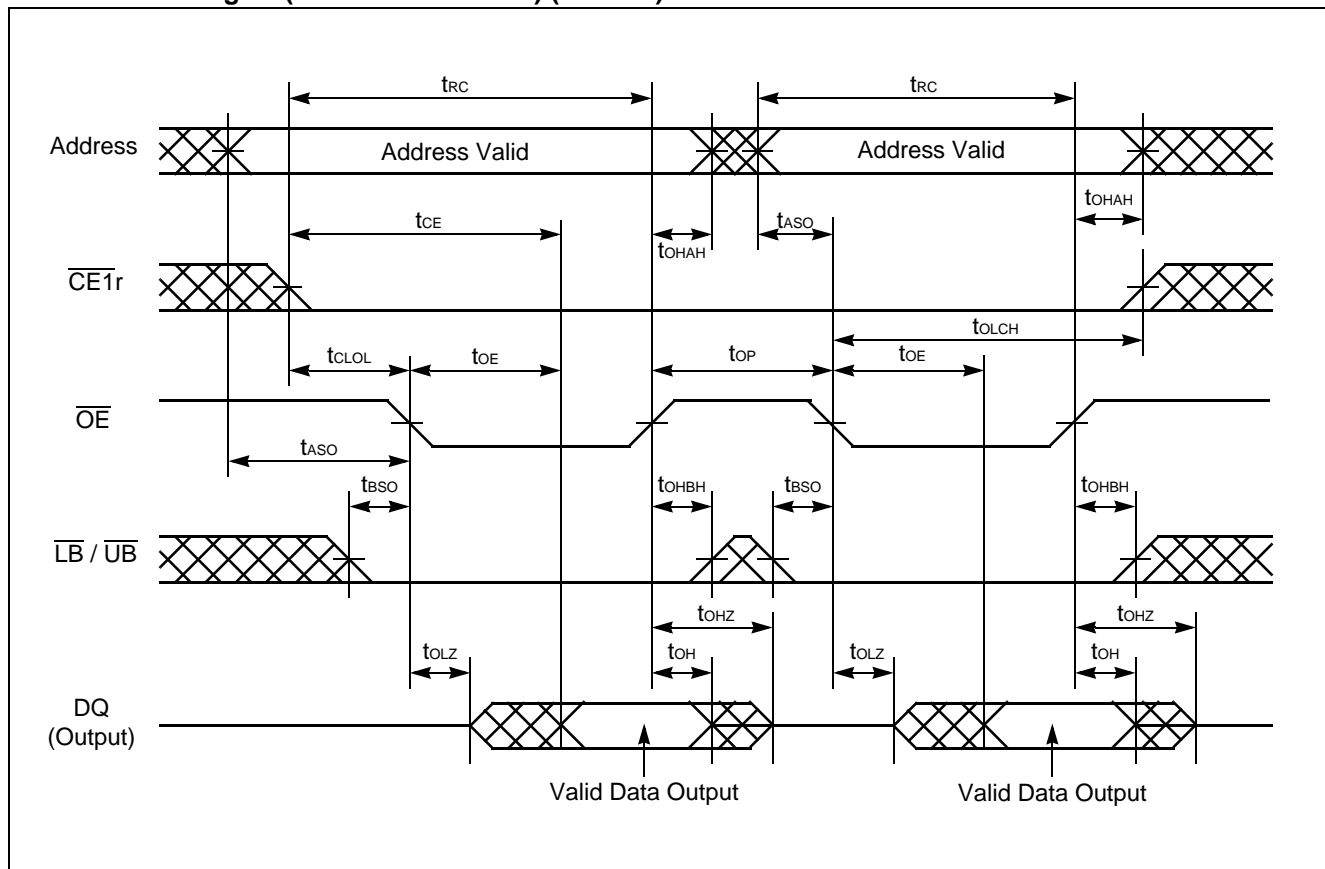 tRC tRC
Address Address Valid Address Valid
tOHAH
tCE tASO
tOHAH
CE1r
tOLCH
tCLOL tOE tOP tOE
OE
tASO
tBSO tOHBH tBSO tOHBH
LB / UB
tOHZ tOHZ
tOLZ tOH tOLZ tOH
DQ
(Output)
Valid Data Output Valid Data Output